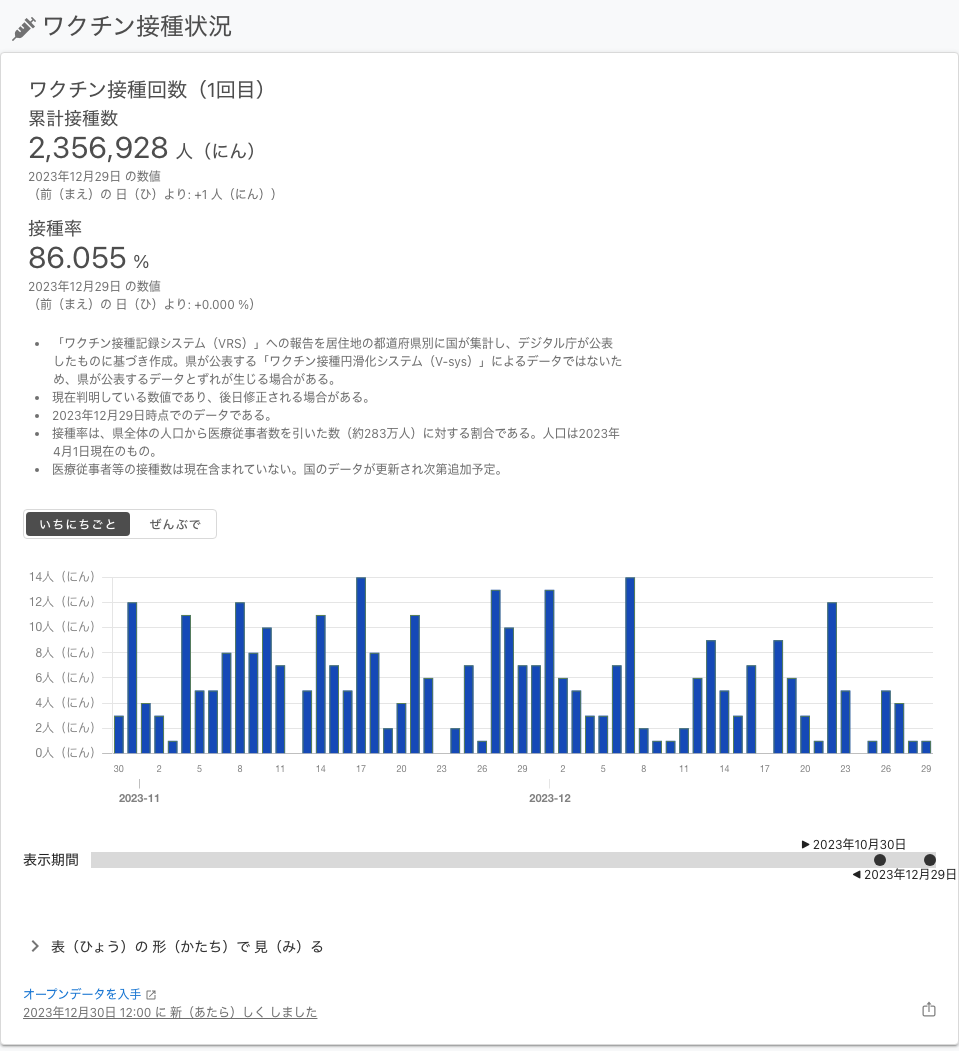 ワクチン接種状況
ワクチン接種回数（1回目）
累計接種数
2,356,928 人（にん）
2023年12月29日 の数値
（前（まえ）の 日（ひ）より: +1 人（にん））
接種率
86.055 %
2023年12月29日 の数値
（前（まえ）の 日（ひ）より: +0.000 %）
• 「ワクチン接種記録システム（VRS）」への報告を居住地の都道府県別に国が集計し、デジタル庁が公表
したものに基づき作成。県が公表する「ワクチン接種円滑化システム（V-sys）」によるデータではないた
め、県が公表するデータとずれが生じる場合がある。
• 現在判明している数値であり、後日修正される場合がある。
• 2023年12月29日時点でのデータである。
• 接種率は、県全体の人口から医療従事者数を引いた数（約283万人）に対する割合である。人口は2023年
4月1日現在のもの。
• 医療従事者等の接種数は現在含まれていない。国のデータが更新され次第追加予定。
いちにちごと ぜんぶで
14人（にん）
12人（にん）
10人（にん）
8人（にん）
6人（にん）
4人（にん）
2人（にん）
0人（にん）
30 2 5 8 11 14 17 20 23 26 29 2 5 8 11 14 17 20 23 26 29
2023-11 2023-12
▶ 2023年10月30日
表示期間
◀ 2023年12月29日
表（ひょう）の 形（かたち）で 見（み）る
オープンデータを入手
2023年12月30日 12:00 に 新（あたら）しく しました